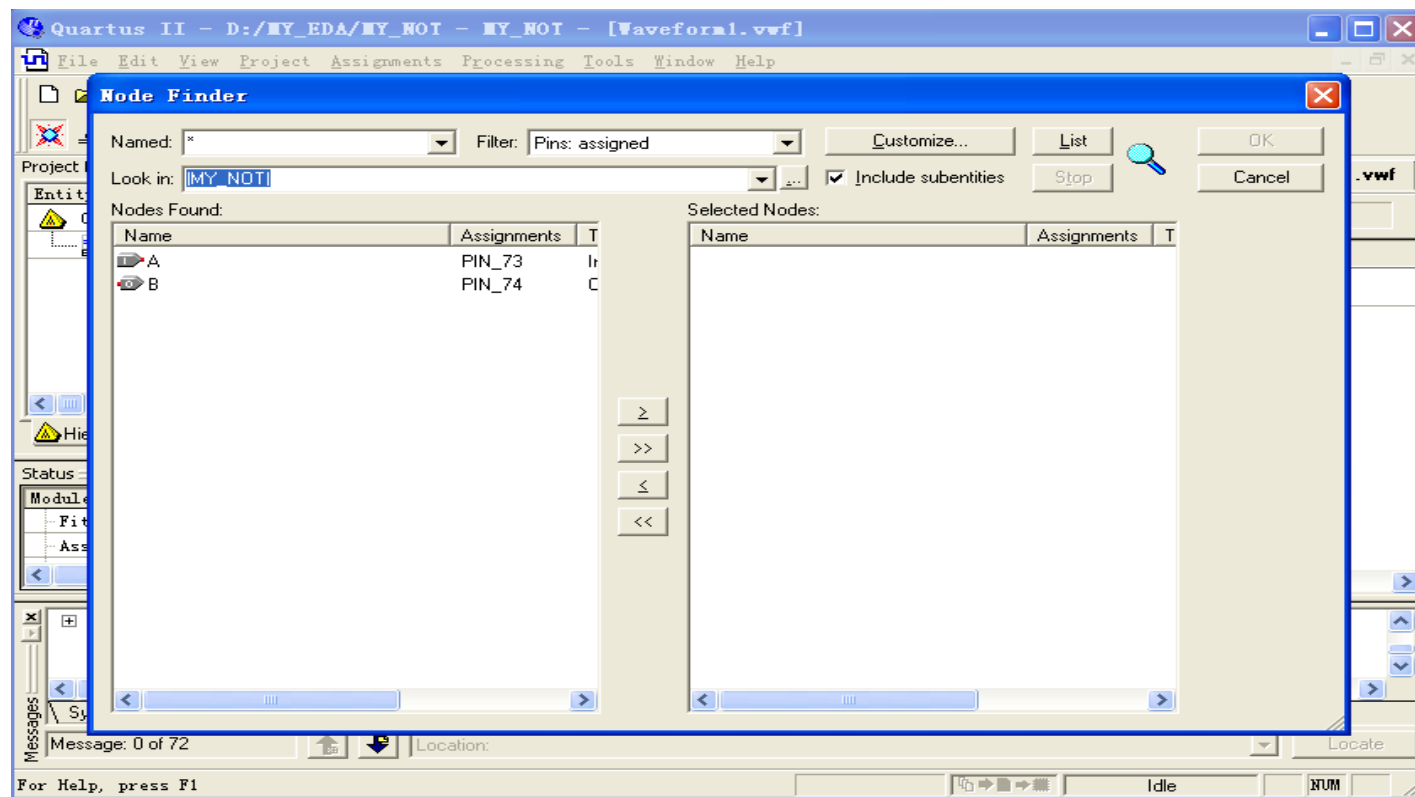 Quartus II - D:/MY_EDA/MY_NOT - MY_NOT - [Waveform1.vwf]
File Edit View Project Assignments Processing Tools Window Help
Node Finder
Named: * Filter: Pins: assigned Customize... List OK
Project
Look in: |MY_NOT| ... Include subentities Stop Cancel .vwf
Nodes Found: Selected Nodes:
Name Assignments T Name Assignments T
A PIN_73 In
B PIN_74
> 
>>
<
<<
Hie
Status
Module
Fit
Ass
Messages
Sy
Message: 0 of 72 Location: Locate
For Help, press F1 Idle NUM